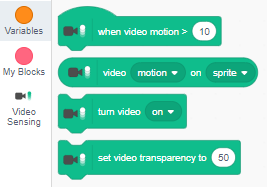 Variables
My Blocks
Video
Sensing
when video motion > 10
video motion on sprite
turn video on
set video transparency to 50